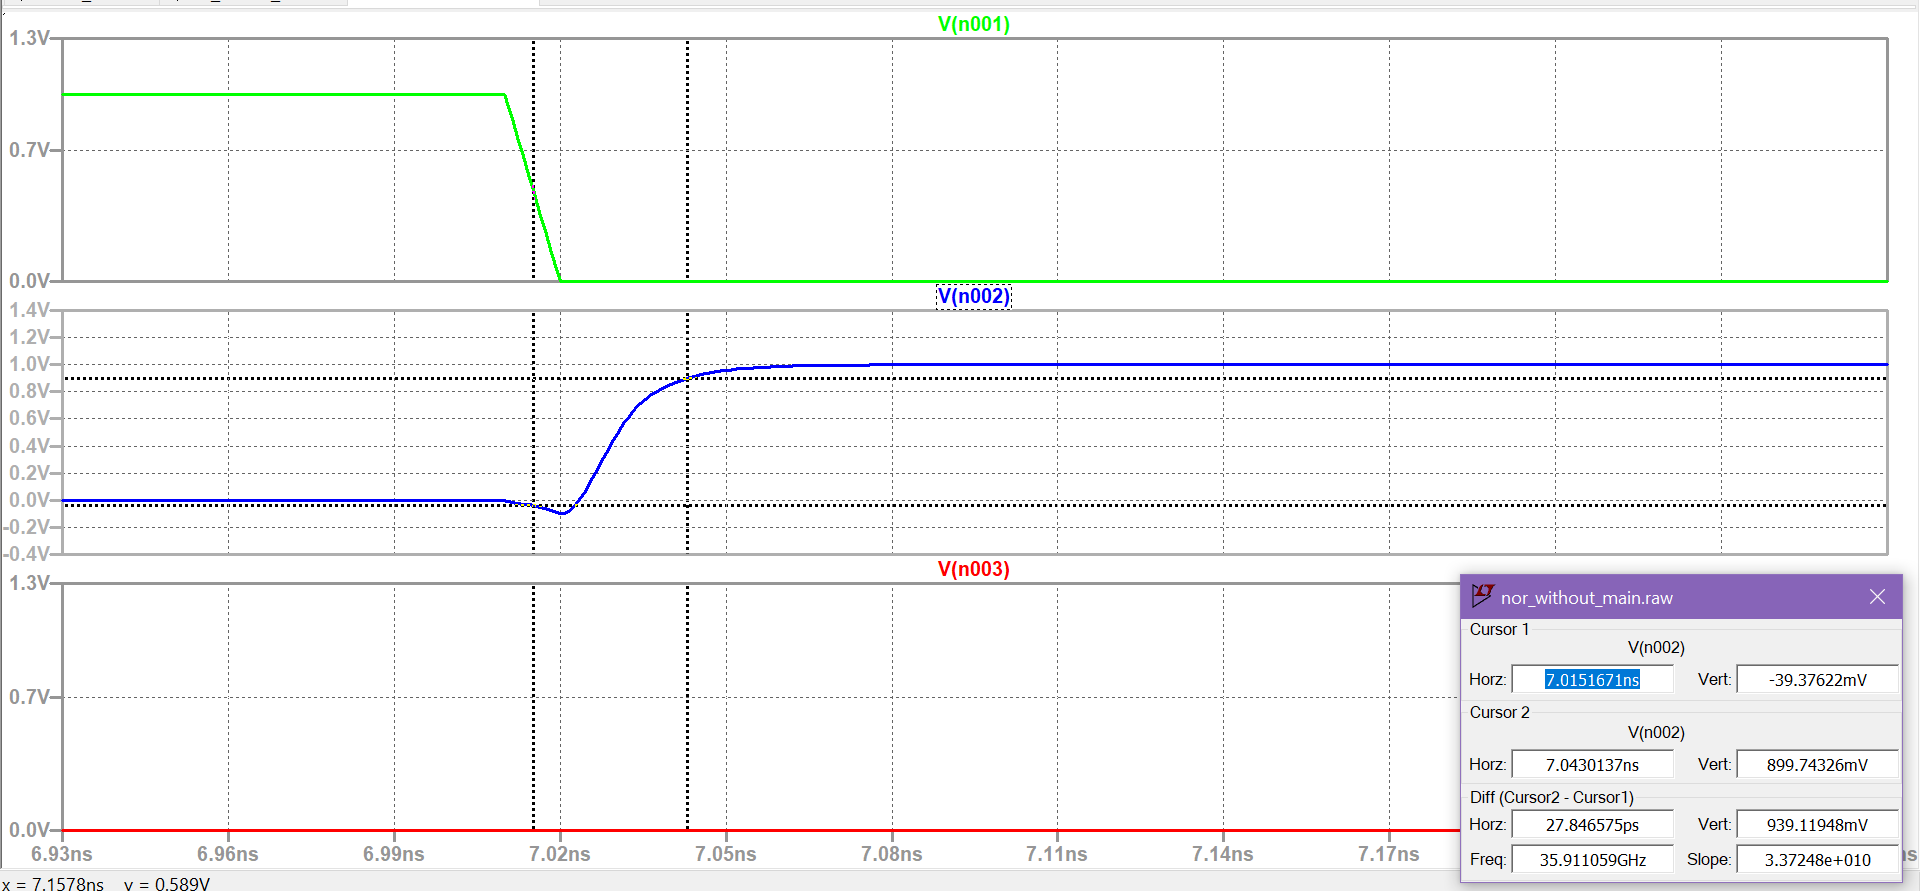 V(n001)
1.3V
0.7V
0.0V
V(n002)
1.4V
1.2V
1.0V
0.8V
0.6V
0.4V
0.2V
0.0V
-0.2V
-0.4V
V(n003)
1.3V
0.7V
0.0V
6.93ns 6.96ns 6.99ns 7.02ns 7.05ns 7.08ns 7.11ns 7.14ns 7.17ns
nor_without_main.raw
Cursor 1
V(n002)
Horz: 7.0151671ns Vert: -39.37622mV
Cursor 2
V(n002)
Horz: 7.0430137ns Vert: 899.74326mV
Diff (Cursor2 - Cursor1)
Horz: 27.846575ps Vert: 939.11948mV
Freq: 35.911059GHz Slope: 3.37248e+010
x = 7.1578ns y = 0.589V